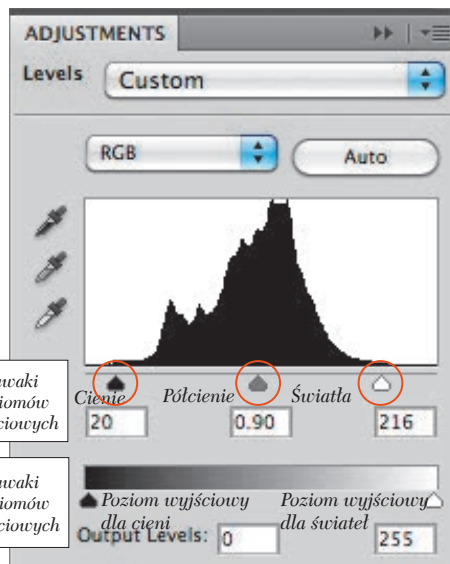 ADJUSTMENTS
Levels Custom
RGB Auto
Cienie Półcienie Światła
20 0.90 216
Poziom wyjściowy dla cieni
Poziom wyjściowy dla świateł
Output Levels: 0 255